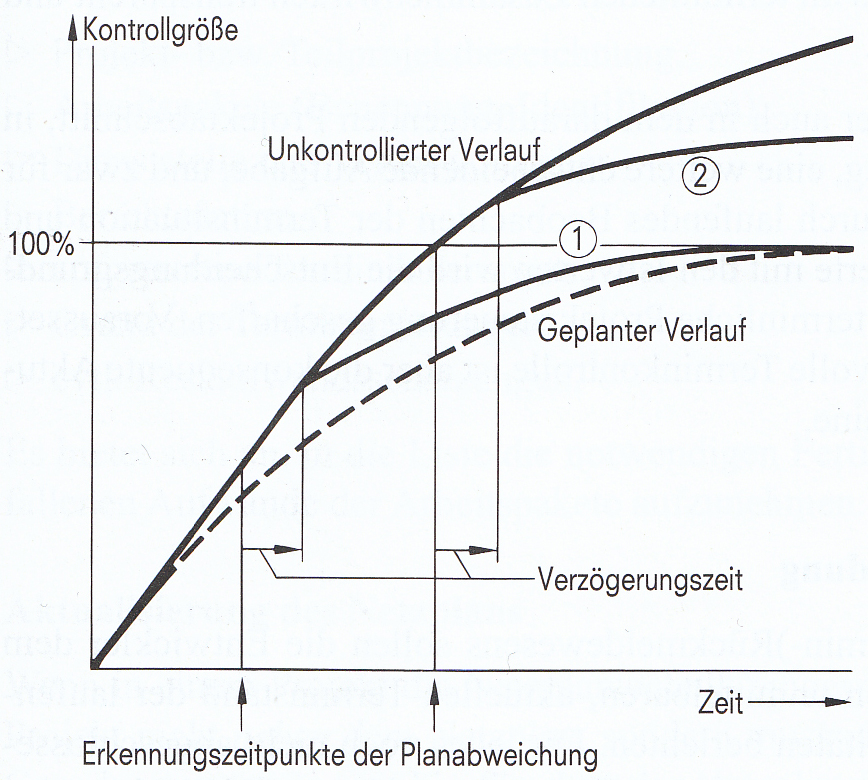 Kontrollgröße
Unkontrollierter Verlauf
2
100%
1
Geplanter Verlauf
Verzögerungszeit
Zeit
Erkennungszeitpunkte der Planabweichung